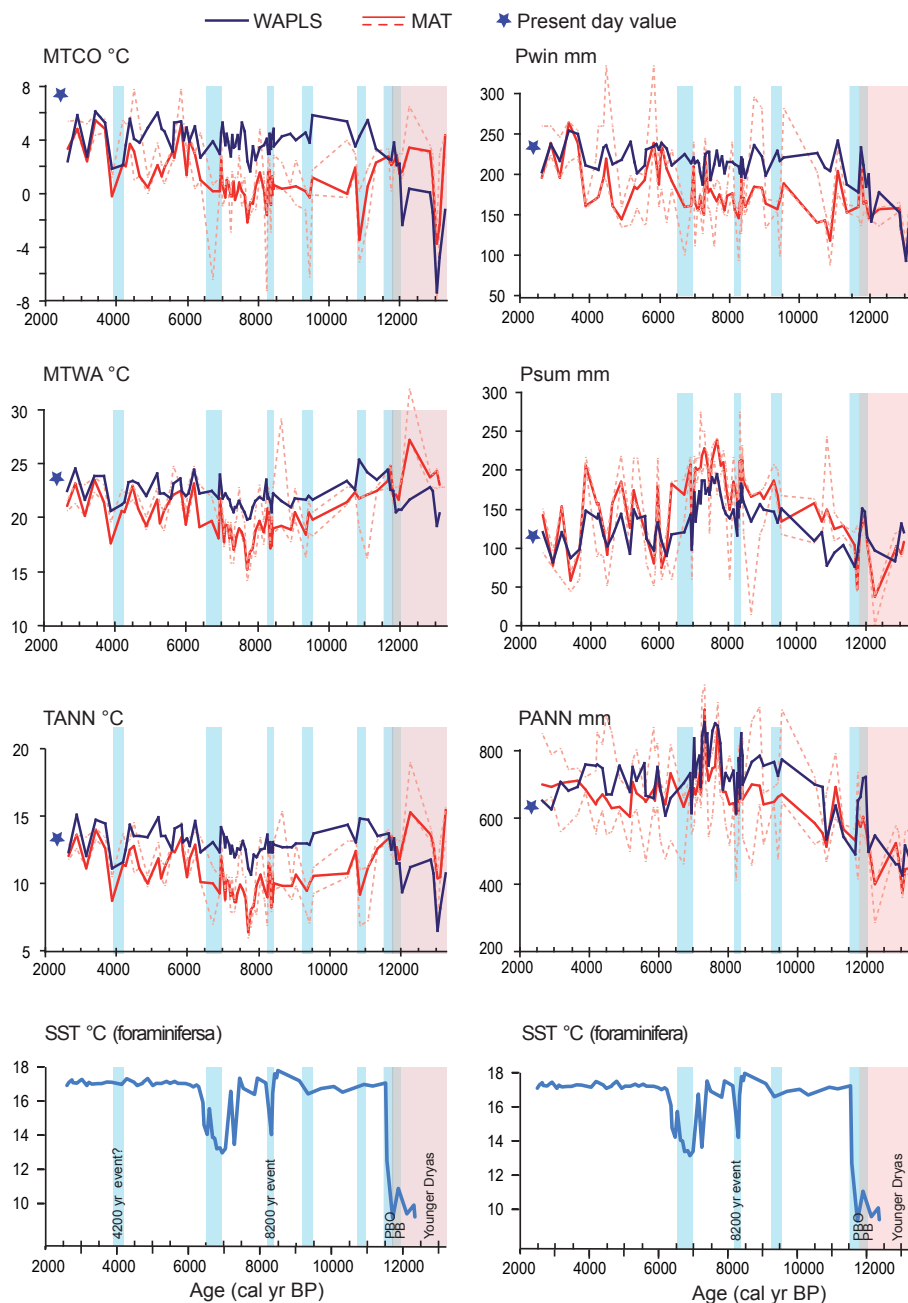 WAPLS MAT Present day value
MTCO °C
8
4
0
-4
-8
2000 4000 6000 8000 10000 12000
Pwin mm
300
250
200
150
100
50
2000 4000 6000 8000 10000 12000
MTWA °C
30
25
20
15
10
2000 4000 6000 8000 10000 12000
Psum mm
300
200
150
100
50
0
2000 4000 6000 8000 10000 12000
TANN °C
20
15
10
5
2000 4000 6000 8000 10000 12000
PANN mm
800
600
400
200
2000 4000 6000 8000 10000 12000
SST °C (foraminifersa)
18
16
14
12
10
4200 yr event?
8200 yr event
PBO
PB
Younger Dryas
2000 4000 6000 8000 10000 12000
Age (cal yr BP)
SST °C (foraminifera)
18
16
14
12
10
8200 yr event
PBO
PB
Younger Dryas
2000 4000 6000 8000 10000 12000
Age (cal yr BP)